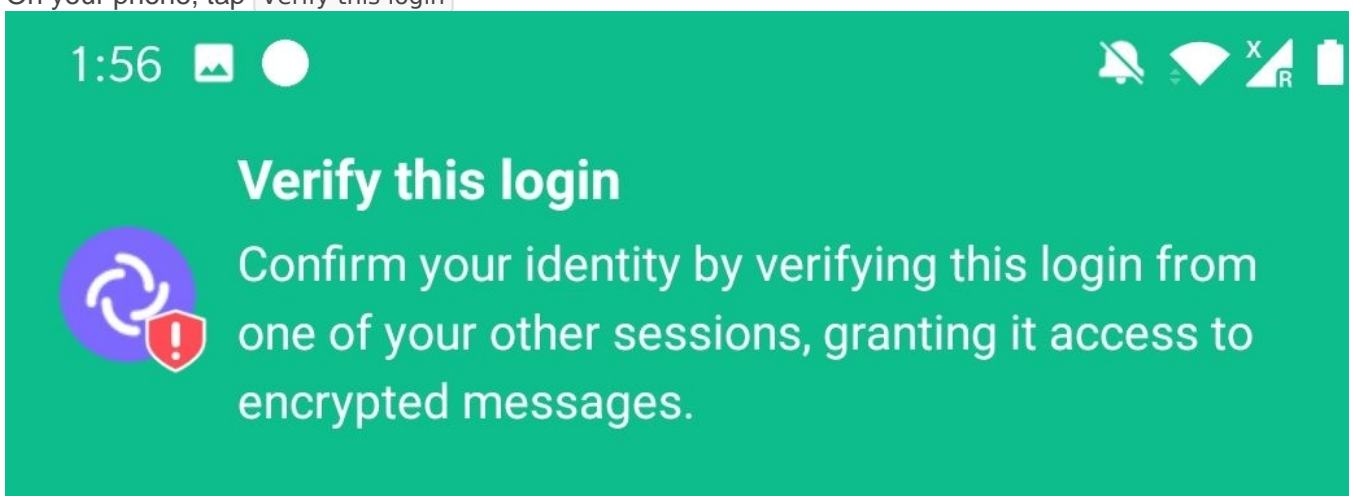 On your phone, tap Verify this login
1:56
X
R
Verify this login
Confirm your identity by verifying this login from
one of your other sessions, granting it access to
encrypted messages.